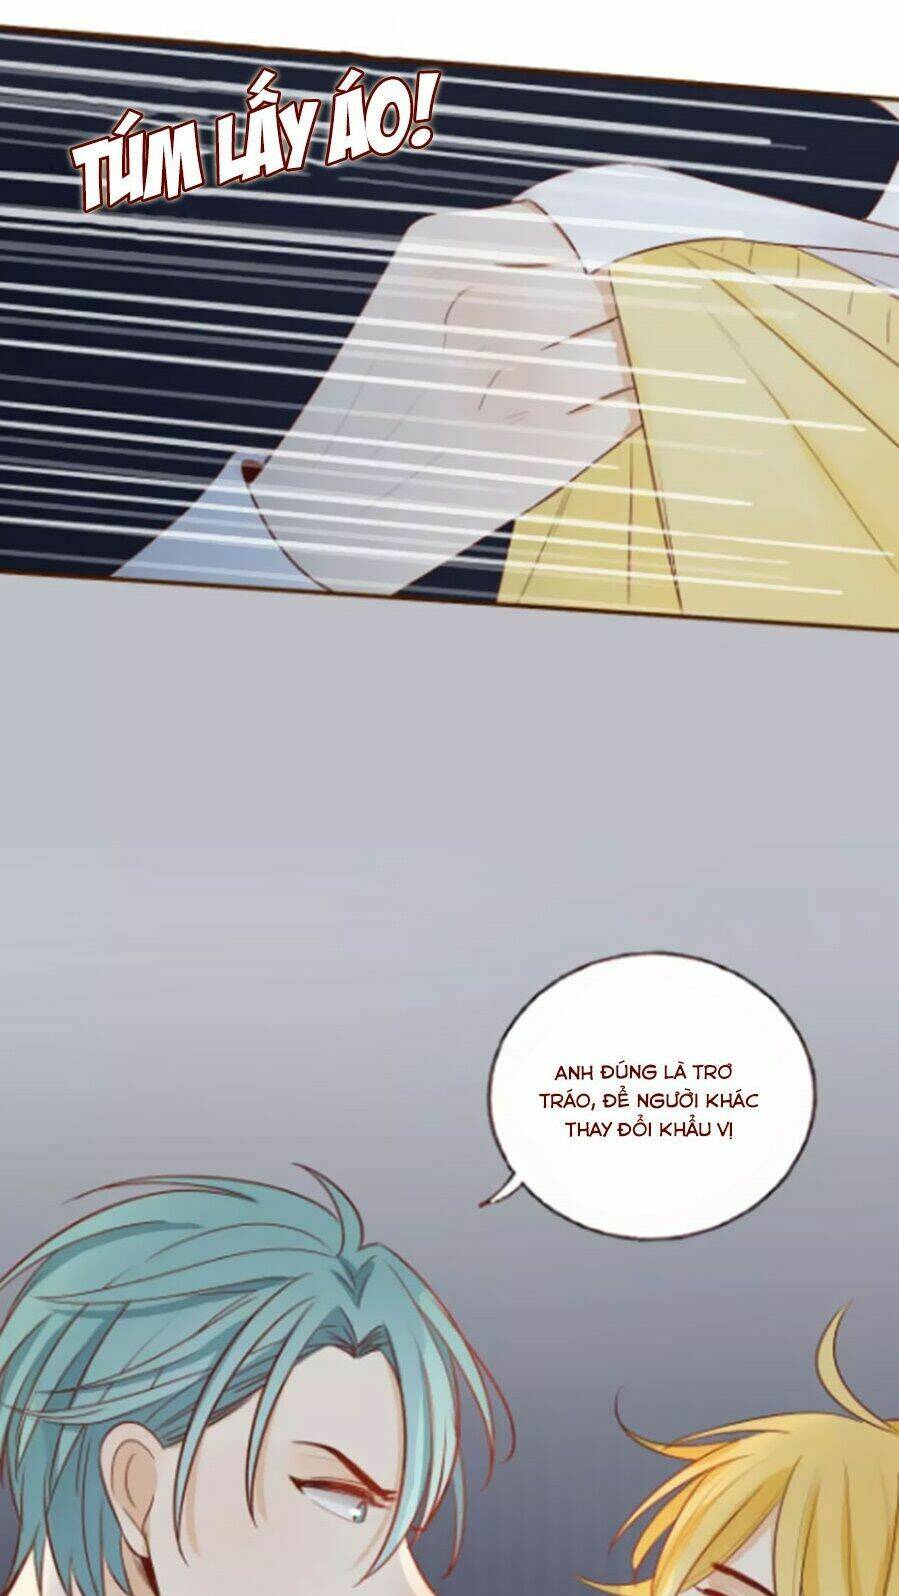 TÚM LẤY ÁO!
ANH ĐÚNG LÀ TRƠ
TRÁO, ĐỂ NGƯỜI KHÁC
THAY ĐỔI KHẨU VỊ